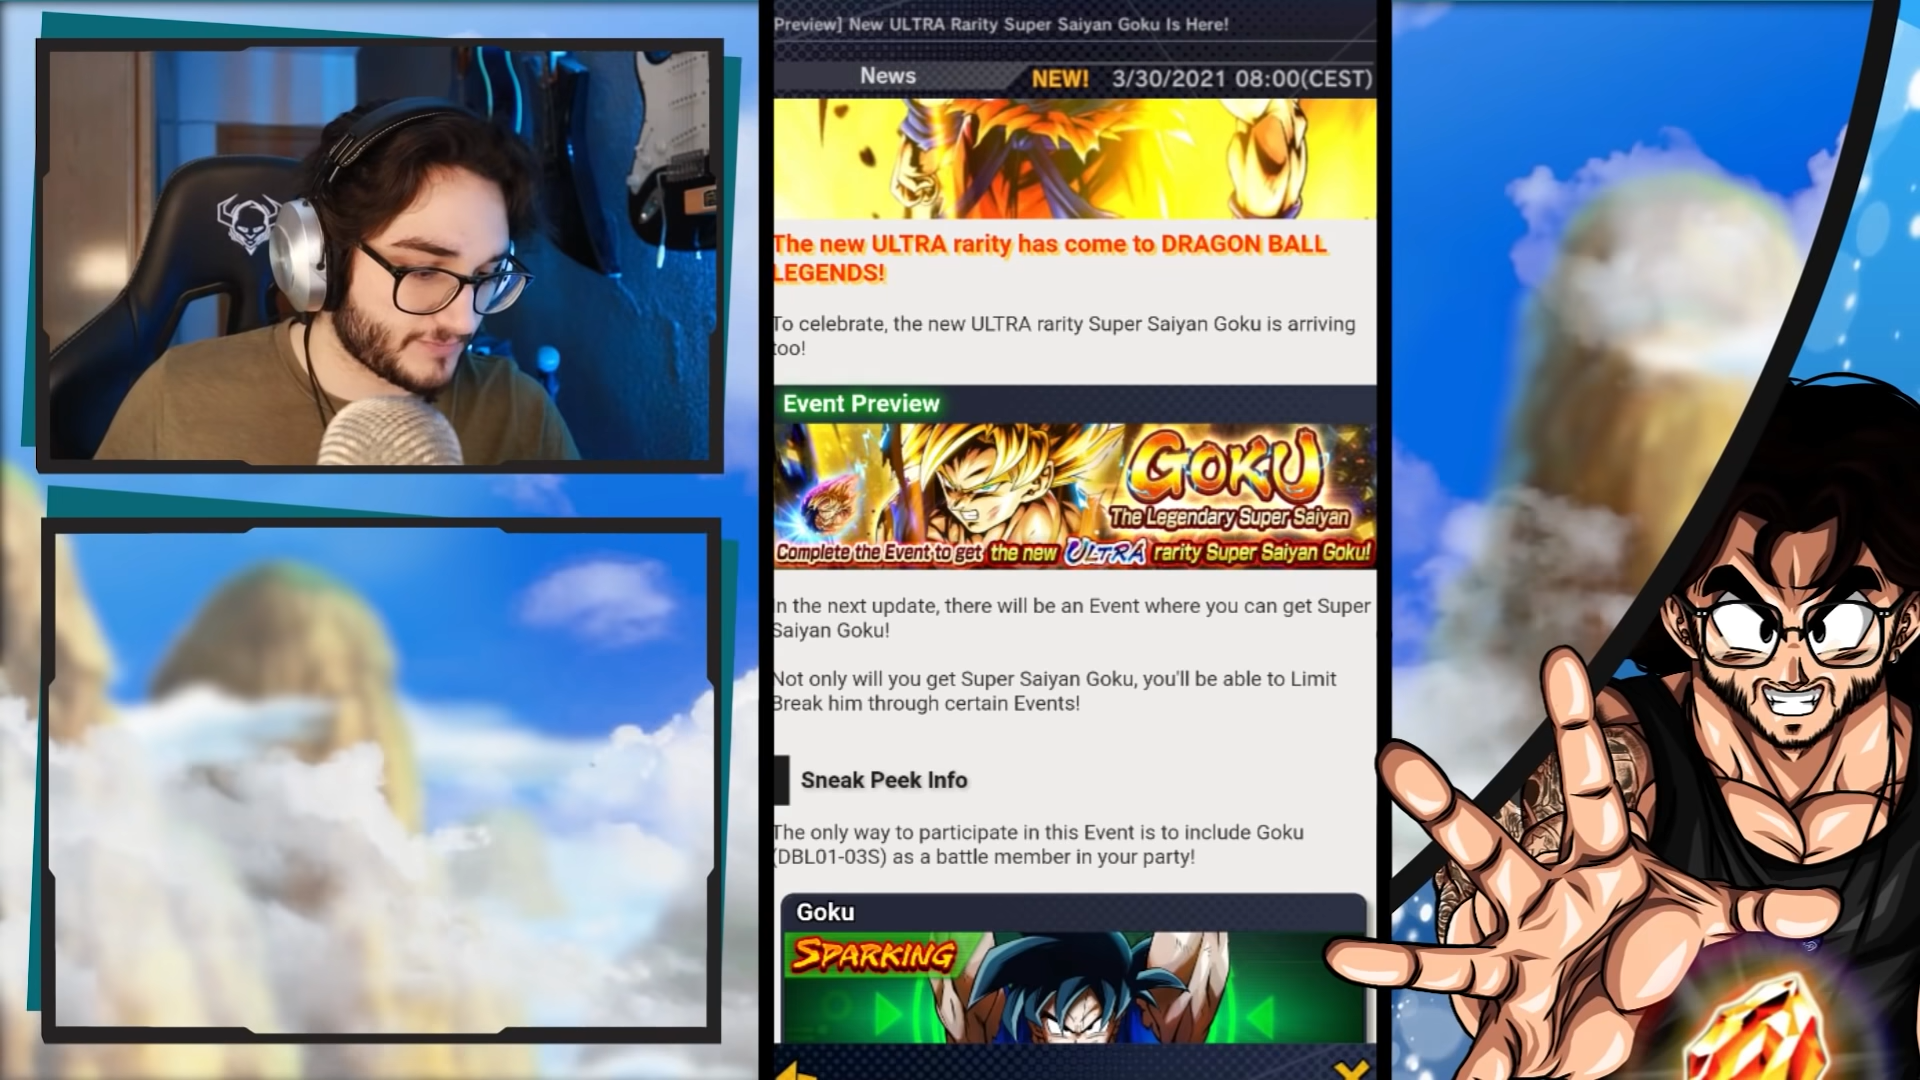 Preview] New ULTRA Rarity Super Saiyan Goku Is Here!
News NEW! 3/30/2021 08:00(CEST)
The new ULTRA rarity has come to DRAGON BALL
LEGENDS!
To celebrate, the new ULTRA rarity Super Saiyan Goku is arriving
too!
Event Preview
GOKU
The Legendary Super Saiyan
Complete the Event to get the new ULTRA rarity Super Saiyan Goku!
In the next update, there will be an Event where you can get Super
Saiyan Goku!
Not only will you get Super Saiyan Goku, you'll be able to Limit
Break him through certain Events!
Sneak Peek Info
The only way to participate in this Event is to include Goku
(DBL01-03S) as a battle member in your party!
Goku
SPARKING